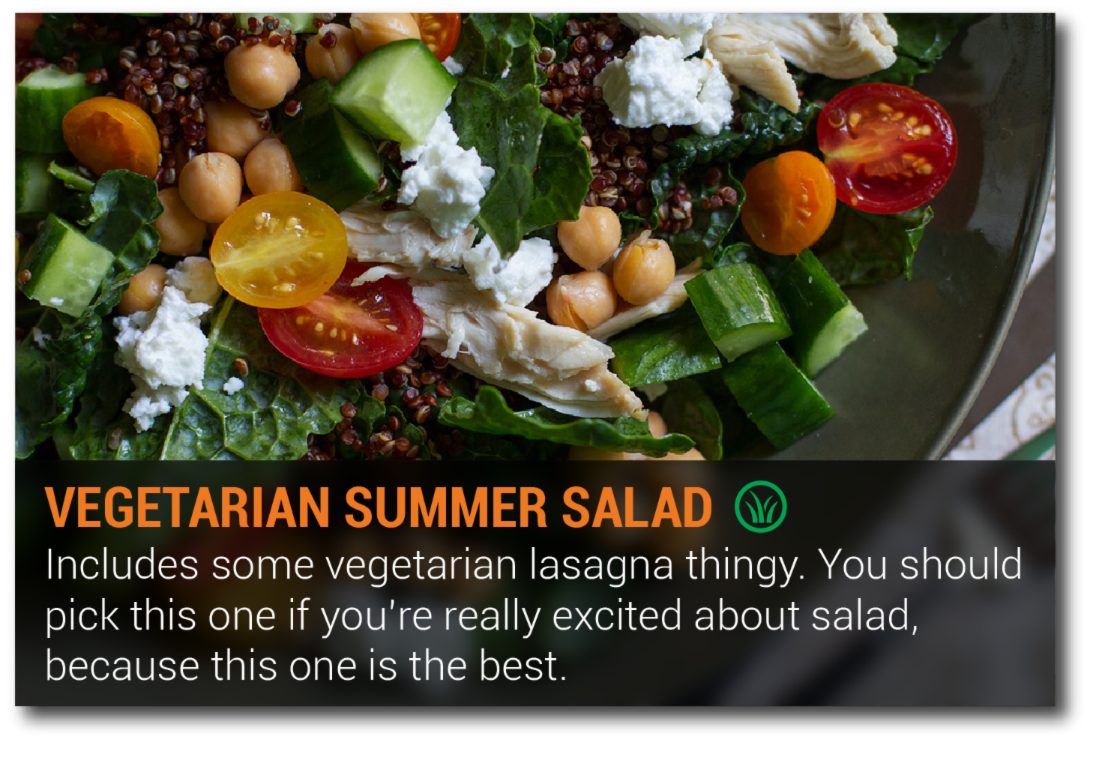 VEGETARIAN SUMMER SALAD
Includes some vegetarian lasagna thingy. You should
pick this one if you're really excited about salad,
because this one is the best.